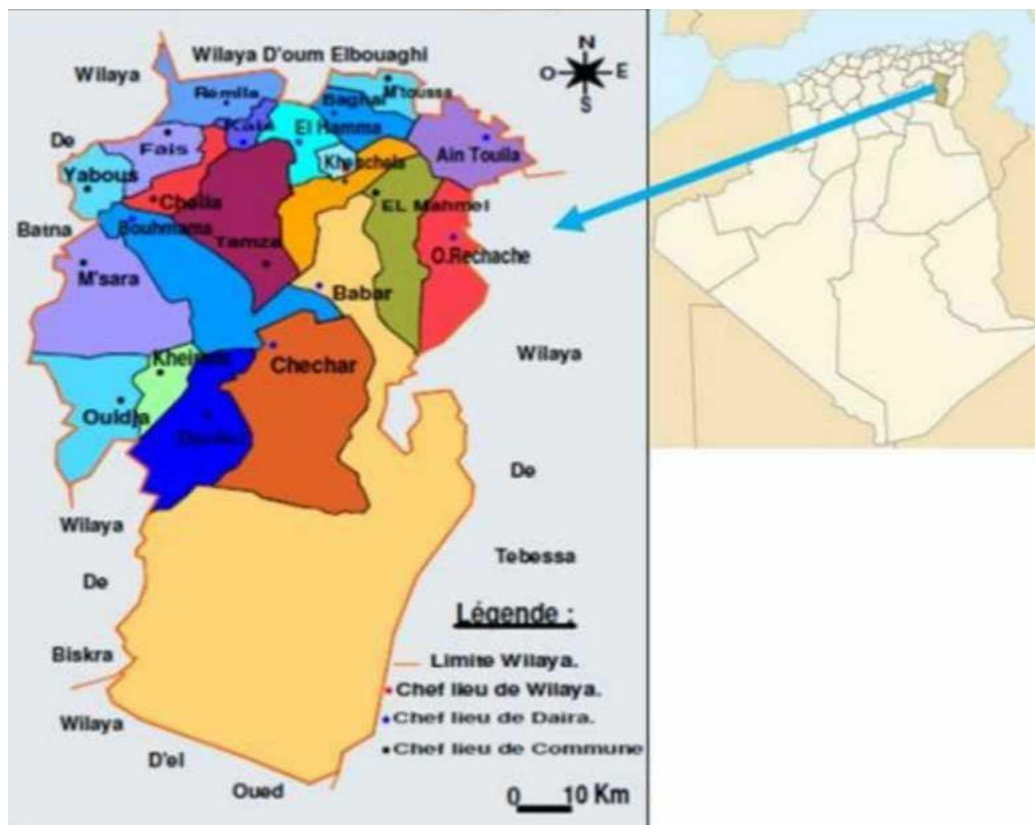 Wilaya D'oum Elbouaghi
Wilaya
N
O
E
S
Remila
M'toussa
Baghai
Kais
El Hamma
De
Fais
Ain Touila
Khenchela
Yabous
Chelia
EL Mahmel
Batna
Bouhmama
Tamza
O.Rechache
M'sara
Babar
Wilaya
Chechar
Ouldja
De
Wilaya
Tebessa
De
Légende :
Biskra
Limite Wilaya.
Chef lieu de Wilaya.
Wilaya
Chef lieu de Daira.
D'el
Chef lieu de Commune
Oued
0 10 Km